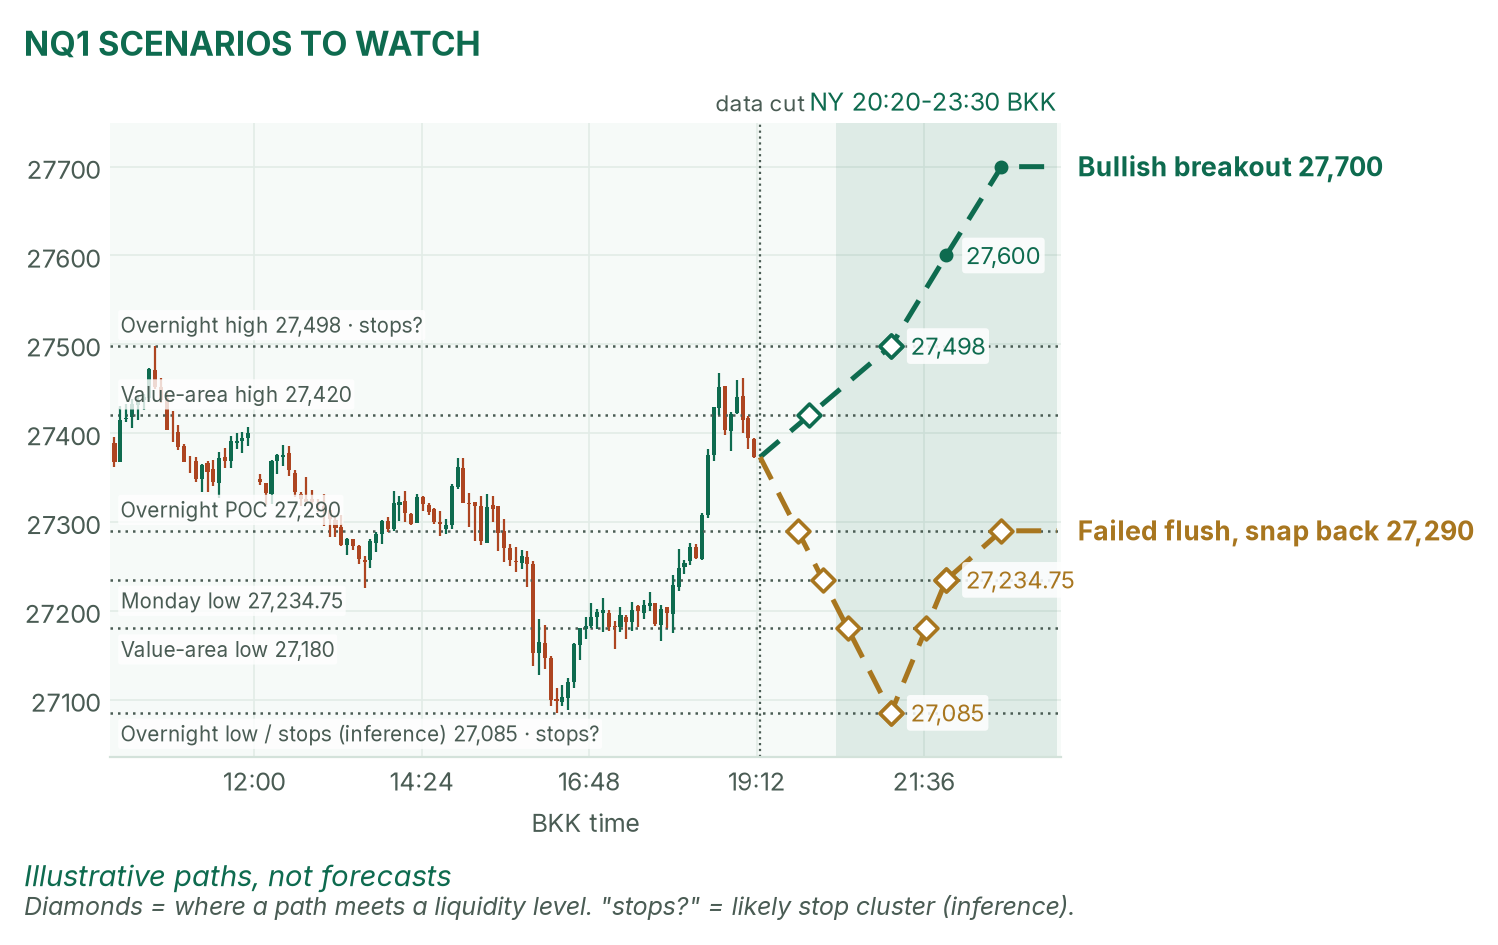 NQ1 SCENARIOS TO WATCH
data cut NY 20:20-23:30 BKK
27700
Bullish breakout 27,700
27600
27,600
Overnight high 27,498 · stops?
27500
27,498
Value-area high 27,420
27400
Overnight POC 27,290
27300
Failed flush, snap back 27,290
27,234.75
Monday low 27,234.75
27200
Value-area low 27,180
27100
27,085
Overnight low / stops (inference) 27,085 · stops?
12:00 14:24 16:48 19:12 21:36
BKK time
Illustrative paths, not forecasts
Diamonds = where a path meets a liquidity level. "stops?" = likely stop cluster (inference).